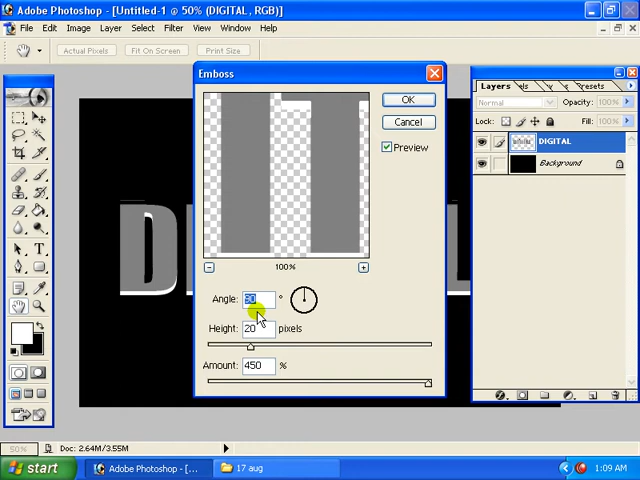 Adobe Photoshop - [Untitled-1 @ 50% (DIGITAL, RGB)]
File Edit Image Layer Select Filter View Window Help
Actual Pixels Fit On Screen Print Size
Emboss
OK
Cancel
Preview
100%
Angle: 90 °
Height: 20 pixels
Amount: 450 %
Layers
Presets
Normal Opacity: 100%
Lock: Fill: 100%
DIGITAL
Background
D
L
50% Doc: 2.64M/3.55M
start Adobe Photoshop - [... 17 aug 1:09 AM